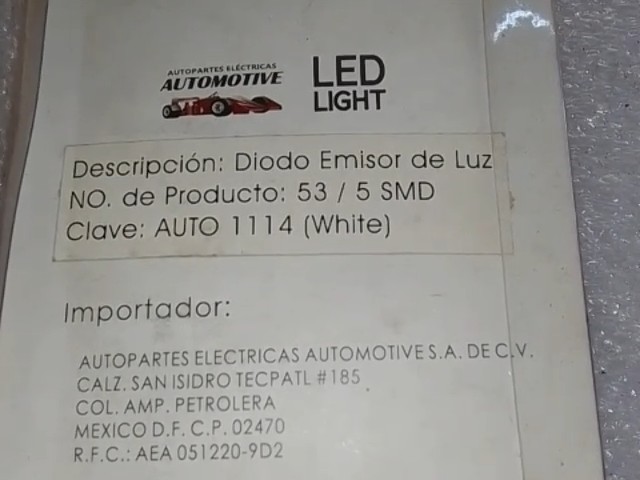 AUTOPARTES ELÉCTRICAS
AUTOMOTIVE
LED
LIGHT
Descripción: Diodo Emisor de Luz
NO. de Producto: 53 / 5 SMD
Clave: AUTO 1114 (White)
Importador:
AUTOPARTES ELECTRICAS AUTOMOTIVE S.A. DE C.V.
CALZ. SAN ISIDRO TECPATL #185
COL. AMP. PETROLERA
MEXICO D.F. C.P. 02470
R.F.C.: AEA 051220-9D2